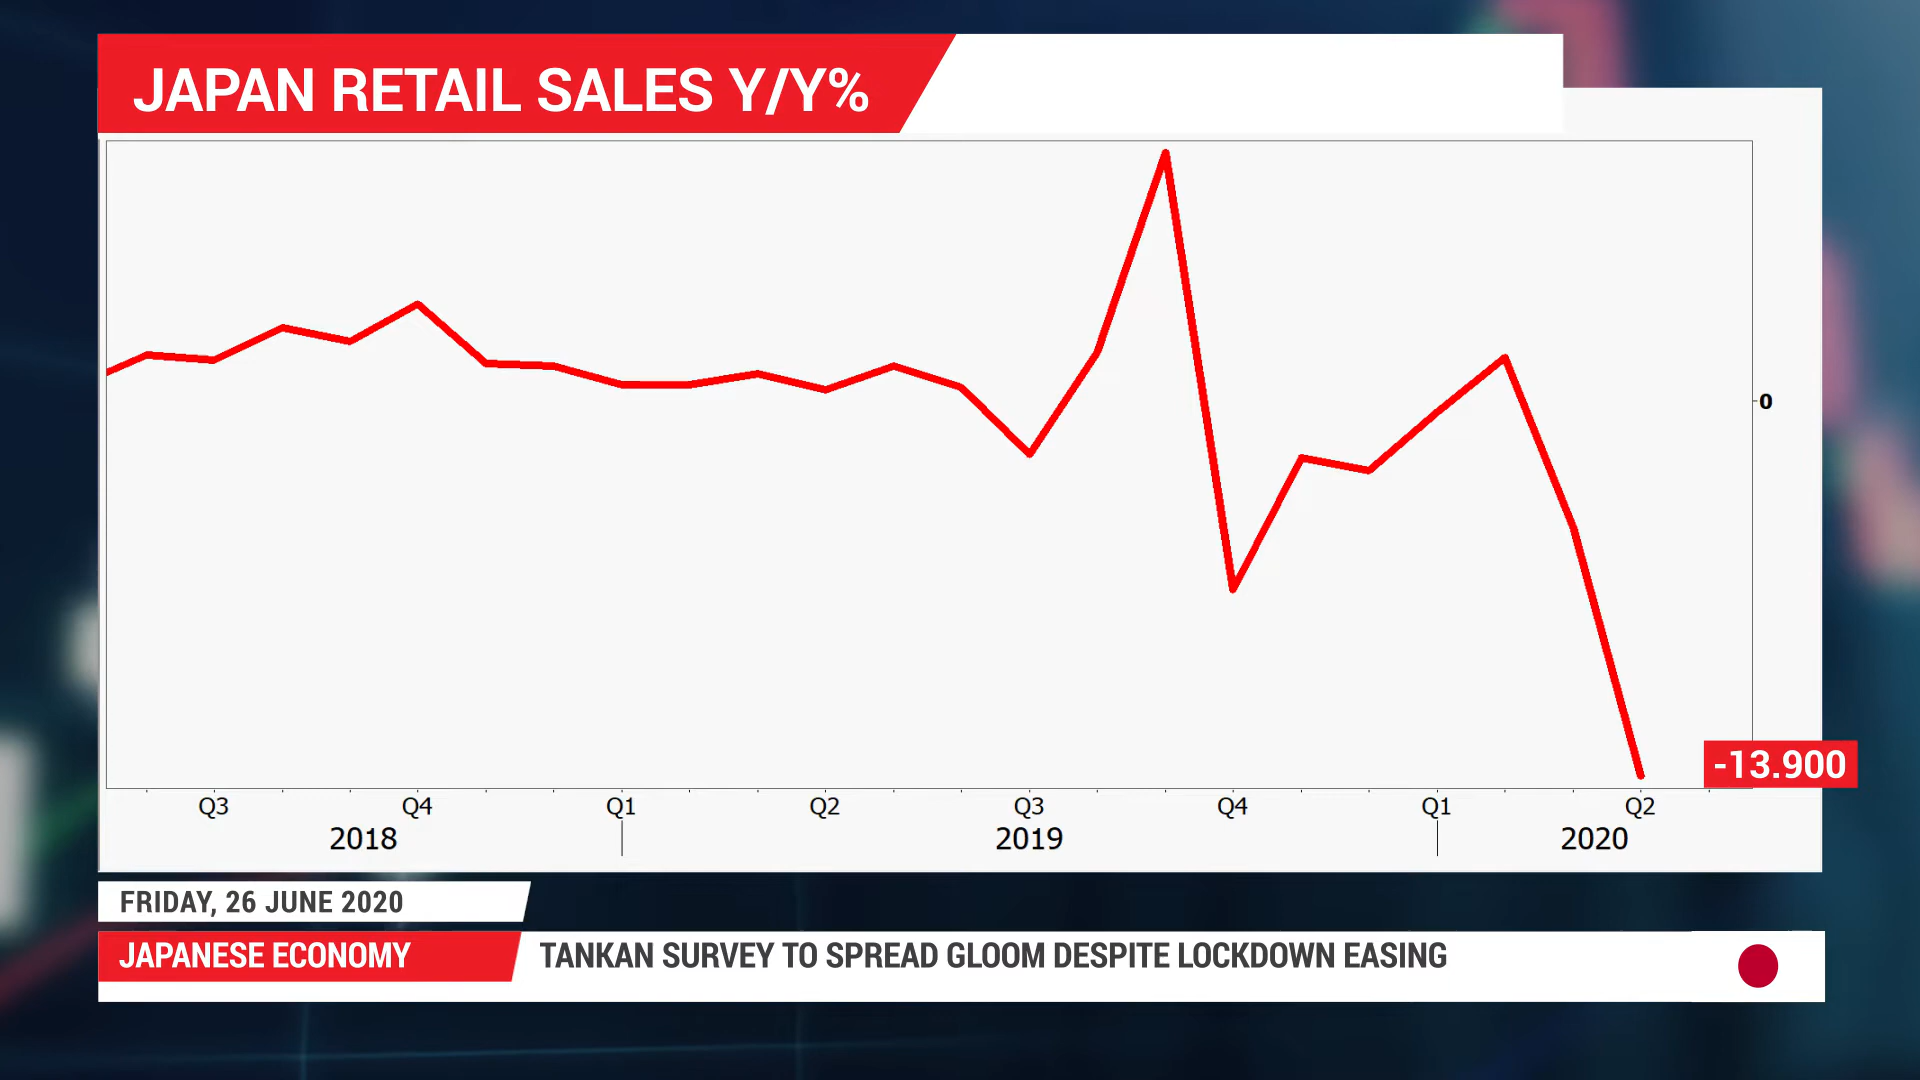 JAPAN RETAIL SALES Y/Y%
0
-13.900
Q3 Q4 Q1 Q2 Q3 Q4 Q1 Q2
2018 2019 2020
FRIDAY, 26 JUNE 2020
JAPANESE ECONOMY
TANKAN SURVEY TO SPREAD GLOOM DESPITE LOCKDOWN EASING